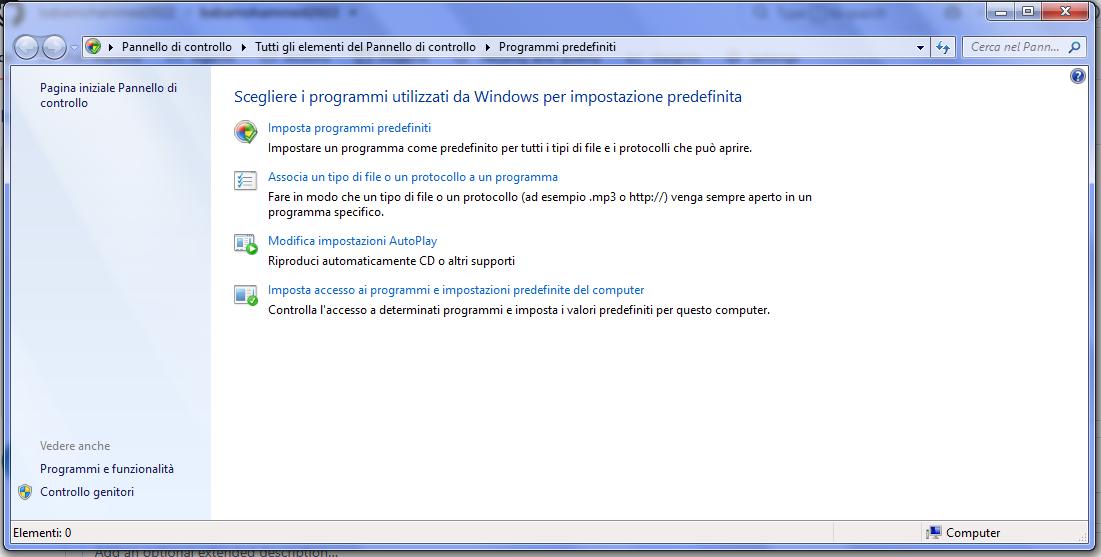 Pannello di controllo
Tutti gli elementi del Pannello di controllo
Programmi predefiniti
Cerca nel Pann...
Pagina iniziale Pannello di
controllo
Scegliere i programmi utilizzati da Windows per impostazione predefinita
Imposta programmi predefiniti
Impostare un programma come predefinito per tutti i tipi di file e i protocolli che può aprire.
Associa un tipo di file o un protocollo a un programma
Fare in modo che un tipo di file o un protocollo (ad esempio .mp3 o http://) venga sempre aperto in un
programma specifico.
Modifica impostazioni AutoPlay
Riproduci automaticamente CD o altri supporti
Imposta accesso ai programmi e impostazioni predefinite del computer
Controlla l'accesso a determinati programmi e imposta i valori predefiniti per questo computer.
Vedere anche
Programmi e funzionalità
Controllo genitori
Elementi: 0
Computer
Add an optional extended description...